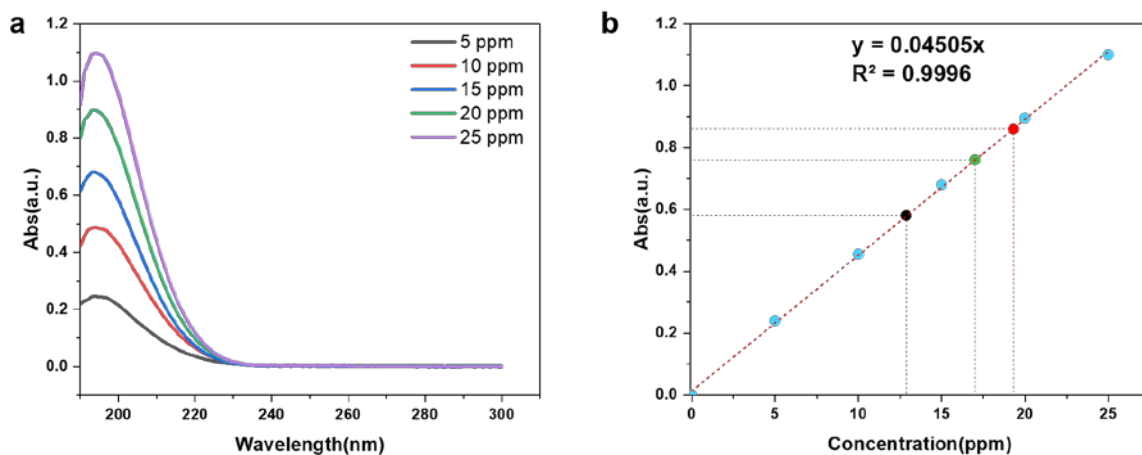 a
5 ppm
10 ppm
15 ppm
20 ppm
25 ppm
1.2
1.0
0.8
0.6
0.4
0.2
0.0
Abs(a.u.)
200 220 240 260 280 300
Wavelength(nm)
b
y = 0.04505x
R² = 0.9996
1.2
1.0
0.8
0.6
0.4
0.2
0.0
Abs(a.u.)
0 5 10 15 20 25
Concentration(ppm)